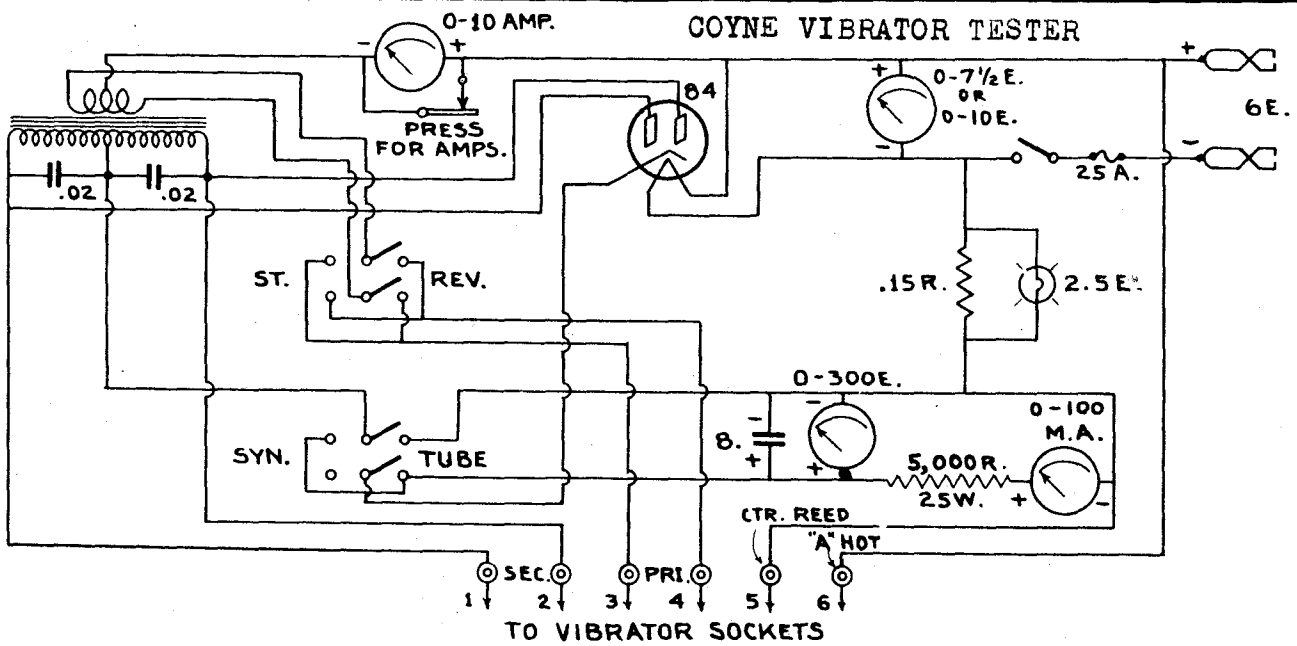 COYNE VIBRATOR TESTER
0-10 AMP.
- +
PRESS
FOR AMPS.
84
+
0-7½ E.
OR
0-10 E.
-
+
6E.
-
25 A.
.02 .02
ST. REV.
.15 R. 2.5 E.
0-300 E.
-
8.
+
-
+
0-100
M.A.
5,000 R.
25W.
+ -
SYN. TUBE
CTR. REED
"A" HOT
SEC. PRI.
1 2 3 4 5 6
TO VIBRATOR SOCKETS